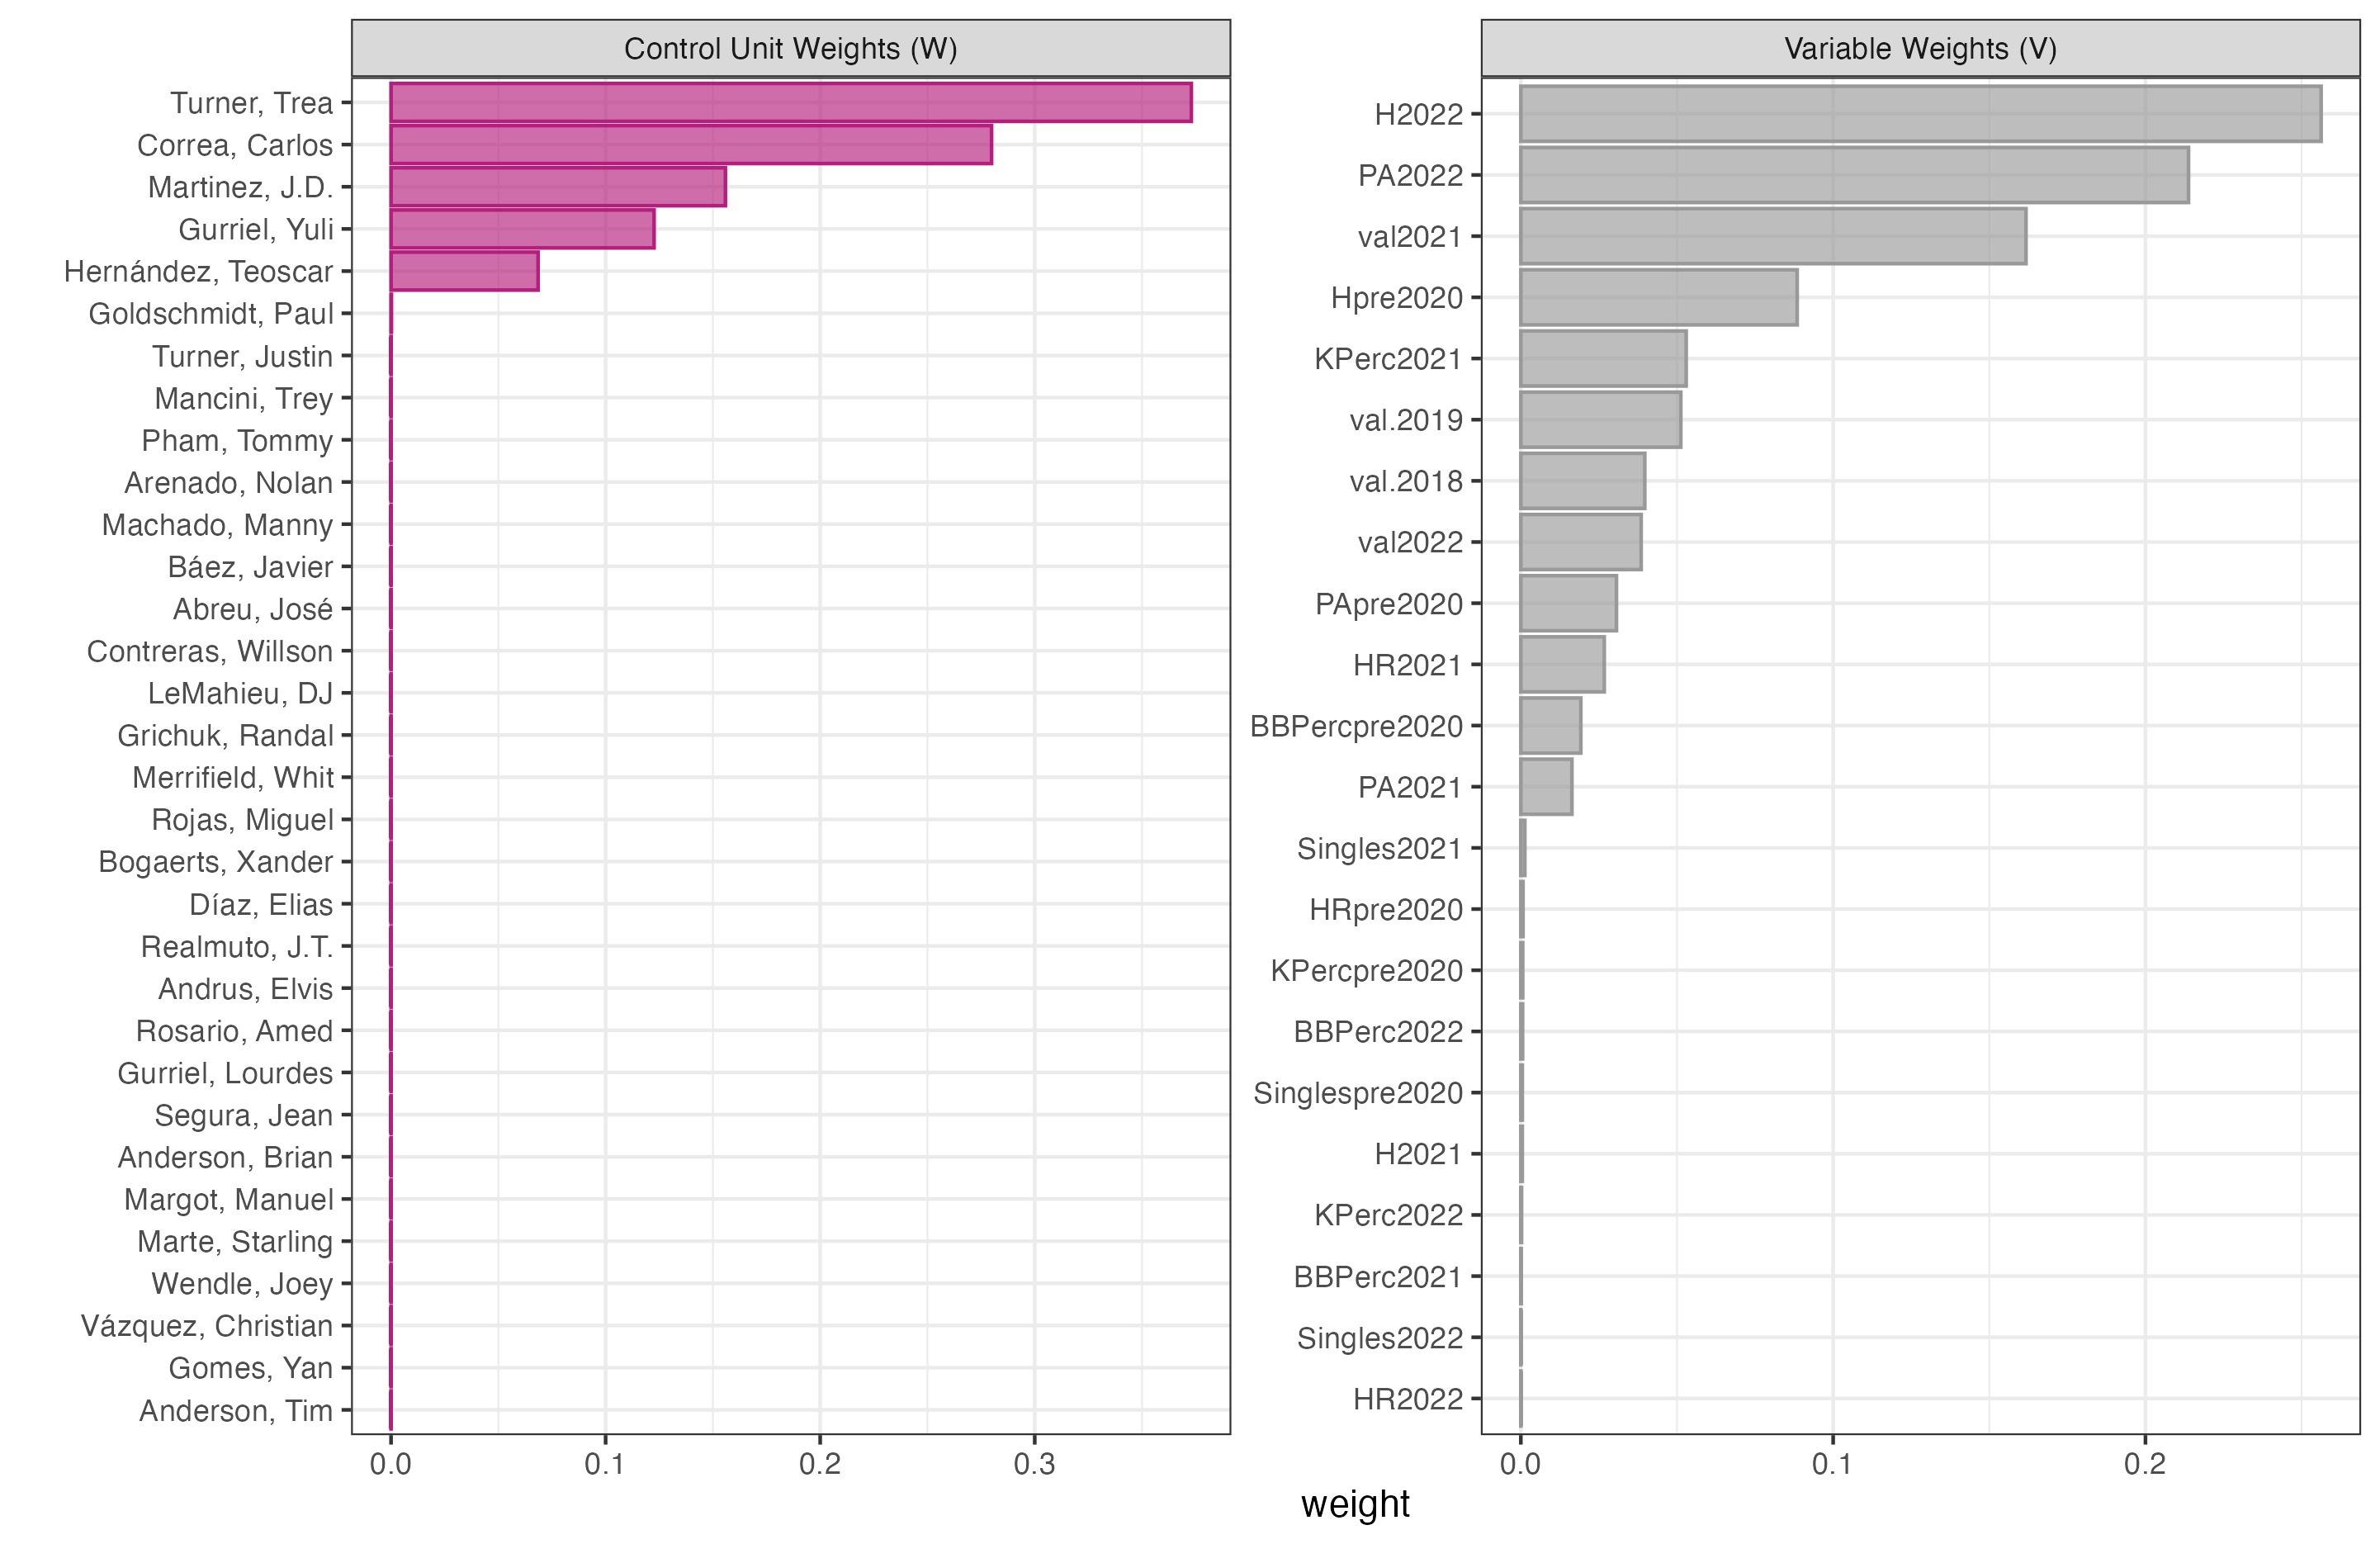 Control Unit Weights (W)
Turner, Trea
Correa, Carlos
Martinez, J.D.
Gurriel, Yuli
Hernández, Teoscar
Goldschmidt, Paul
Turner, Justin
Mancini, Trey
Pham, Tommy
Arenado, Nolan
Machado, Manny
Báez, Javier
Abreu, José
Contreras, Willson
LeMahieu, DJ
Grichuk, Randal
Merrifield, Whit
Rojas, Miguel
Bogaerts, Xander
Díaz, Elias
Realmuto, J.T.
Andrus, Elvis
Rosario, Amed
Gurriel, Lourdes
Segura, Jean
Anderson, Brian
Margot, Manuel
Marte, Starling
Wendle, Joey
Vázquez, Christian
Gomes, Yan
Anderson, Tim
0.0 0.1 0.2 0.3
Variable Weights (V)
H2022
PA2022
val2021
Hpre2020
KPerc2021
val.2019
val.2018
val2022
PApre2020
HR2021
BBPercpre2020
PA2021
Singles2021
HRpre2020
KPercpre2020
BBPerc2022
Singlespre2020
H2021
KPerc2022
BBPerc2021
Singles2022
HR2022
0.0 0.1 0.2
weight